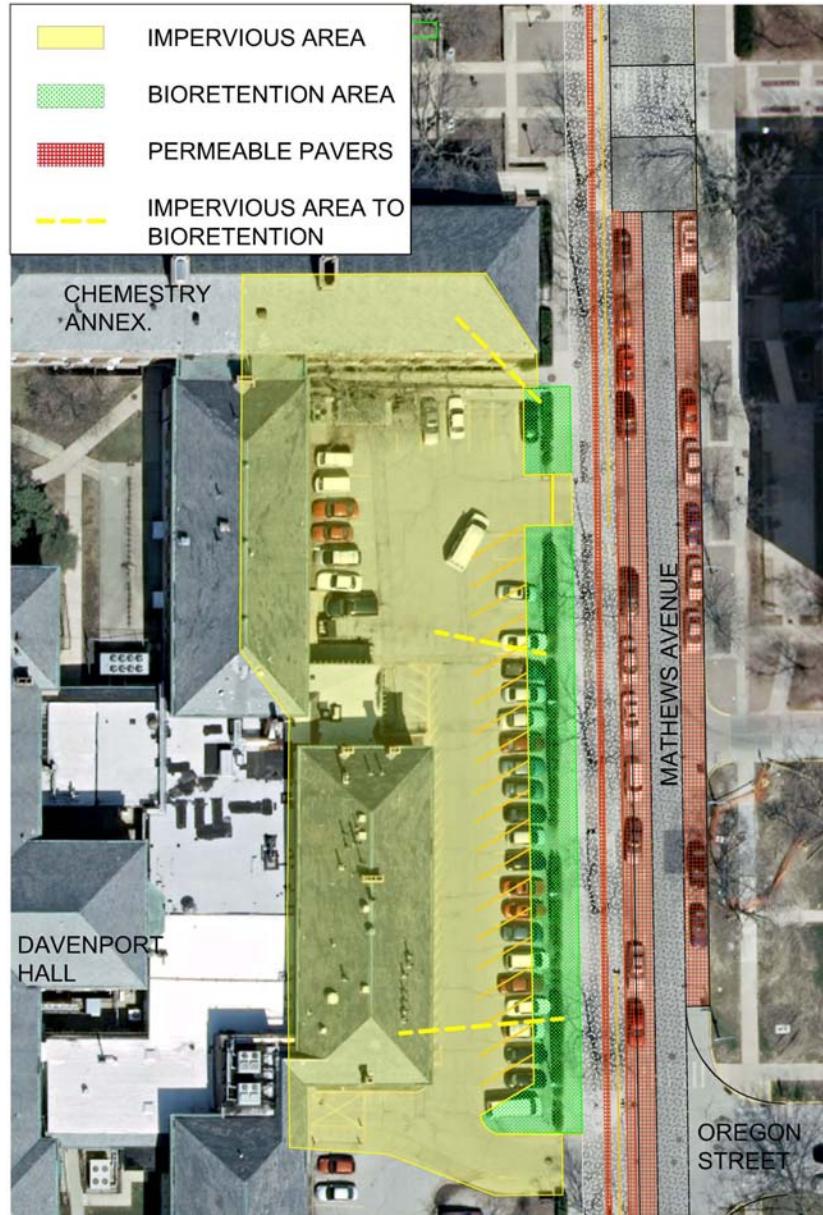 IMPERVIOUS AREA
BIORETENTION AREA
PERMEABLE PAVERS
IMPERVIOUS AREA TO
BIORETENTION
CHEMESTRY
ANNEX.
MATHEWS AVENUE
DAVENPORT
HALL
OREGON
STREET